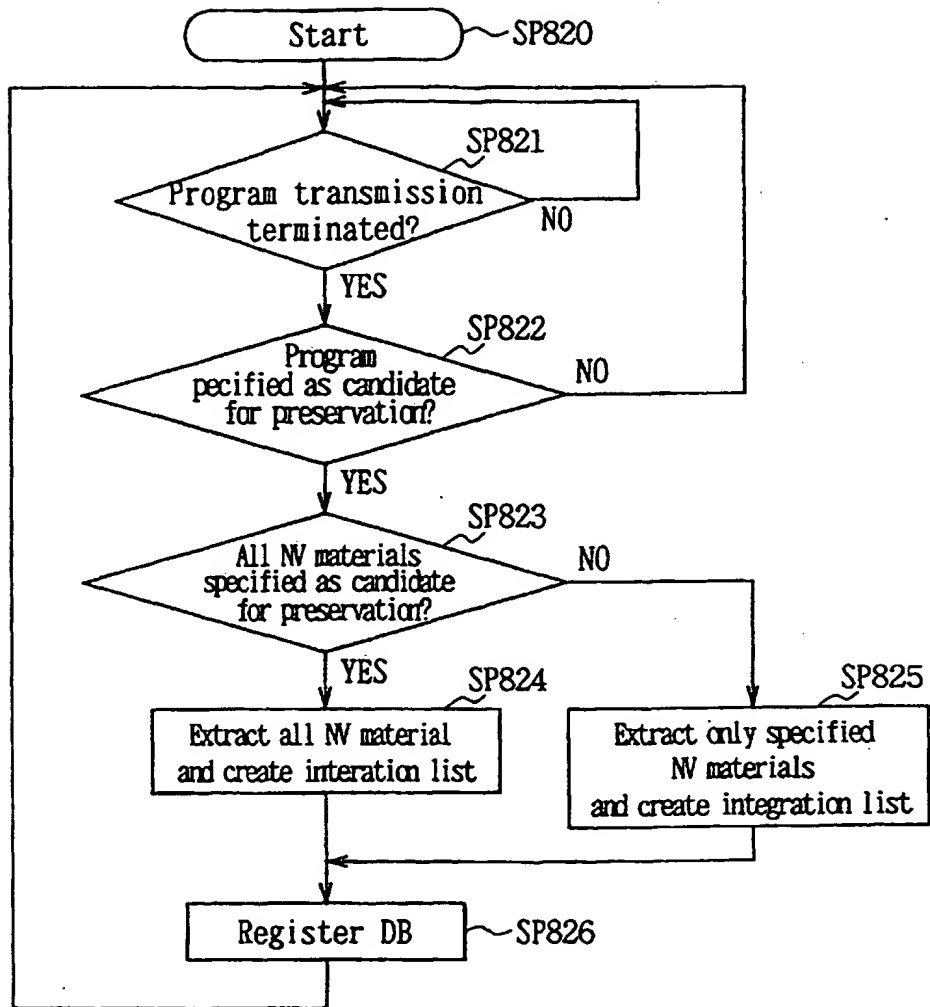 Start
SP820
SP821
Program transmission
terminated?
NO
YES
SP822
Program
pecified as candidate
for preservation?
NO
YES
SP823
All NV materials
specified as candidate
for preservation?
NO
YES
SP824
Extract all NV material
and create interation list
SP825
Extract only specified
NV materials
and create integration list
Register DB
SP826